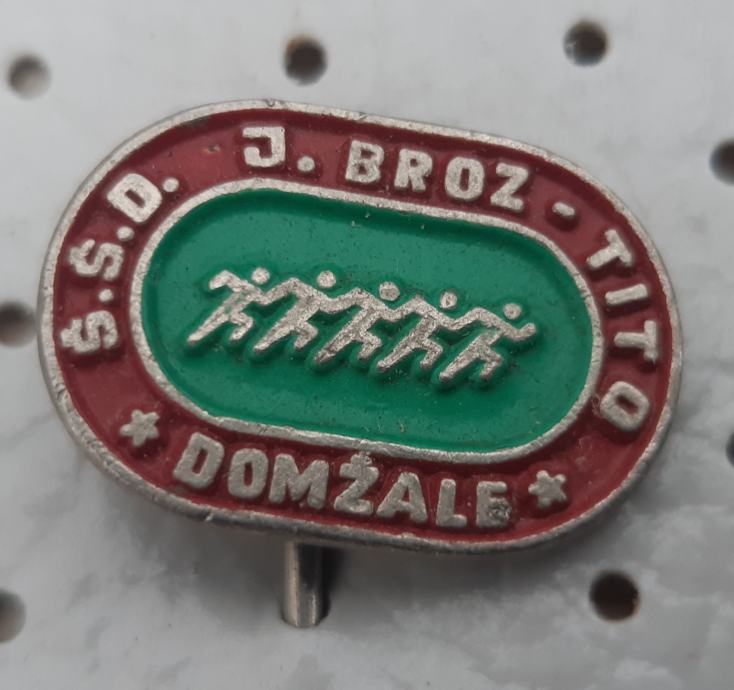 Š.Š.D. J. BROZ - TITO
* DOMŽALE *